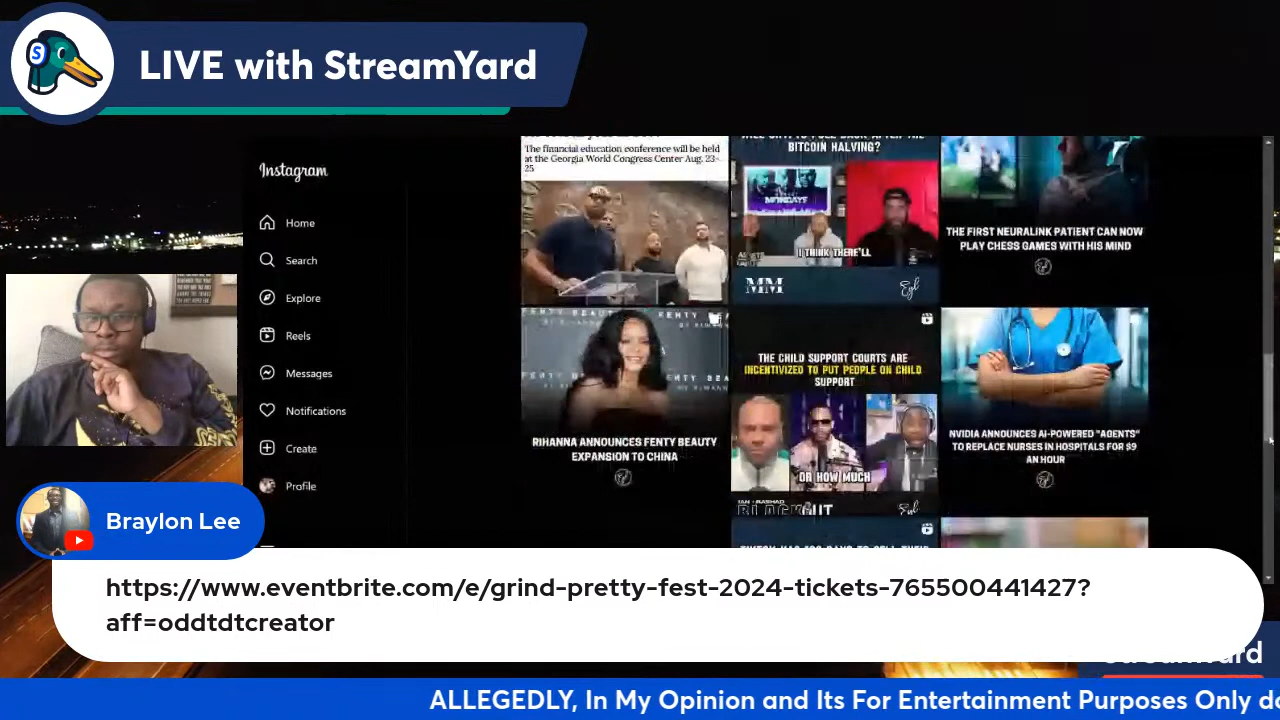 LIVE with StreamYard
Instagram
Home
Search
Explore
Reels
Messages
Notifications
Create
Profile
The financial education conference will be held
at the Georgia World Congress Center Aug. 23-
25
BITCOIN HALVING?
MONDAYS
I THINK THERE'LL
MM
THE FIRST NEURALINK PATIENT CAN NOW
PLAY CHESS GAMES WITH HIS MIND
FENTY BEAUTY
RIHANNA ANNOUNCES FENTY BEAUTY
EXPANSION TO CHINA
THE CHILD SUPPORT COURTS ARE
INCENTIVIZED TO PUT PEOPLE ON CHILD
SUPPORT
OR HOW MUCH
NVIDIA ANNOUNCES AI-POWERED "AGENTS"
TO REPLACE NURSES IN HOSPITALS FOR $9
AN HOUR
Braylon Lee
https://www.eventbrite.com/e/grind-pretty-fest-2024-tickets-765500441427?
aff=oddtdtcreator
ALLEGEDLY, In My Opinion and Its For Entertainment Purposes Only